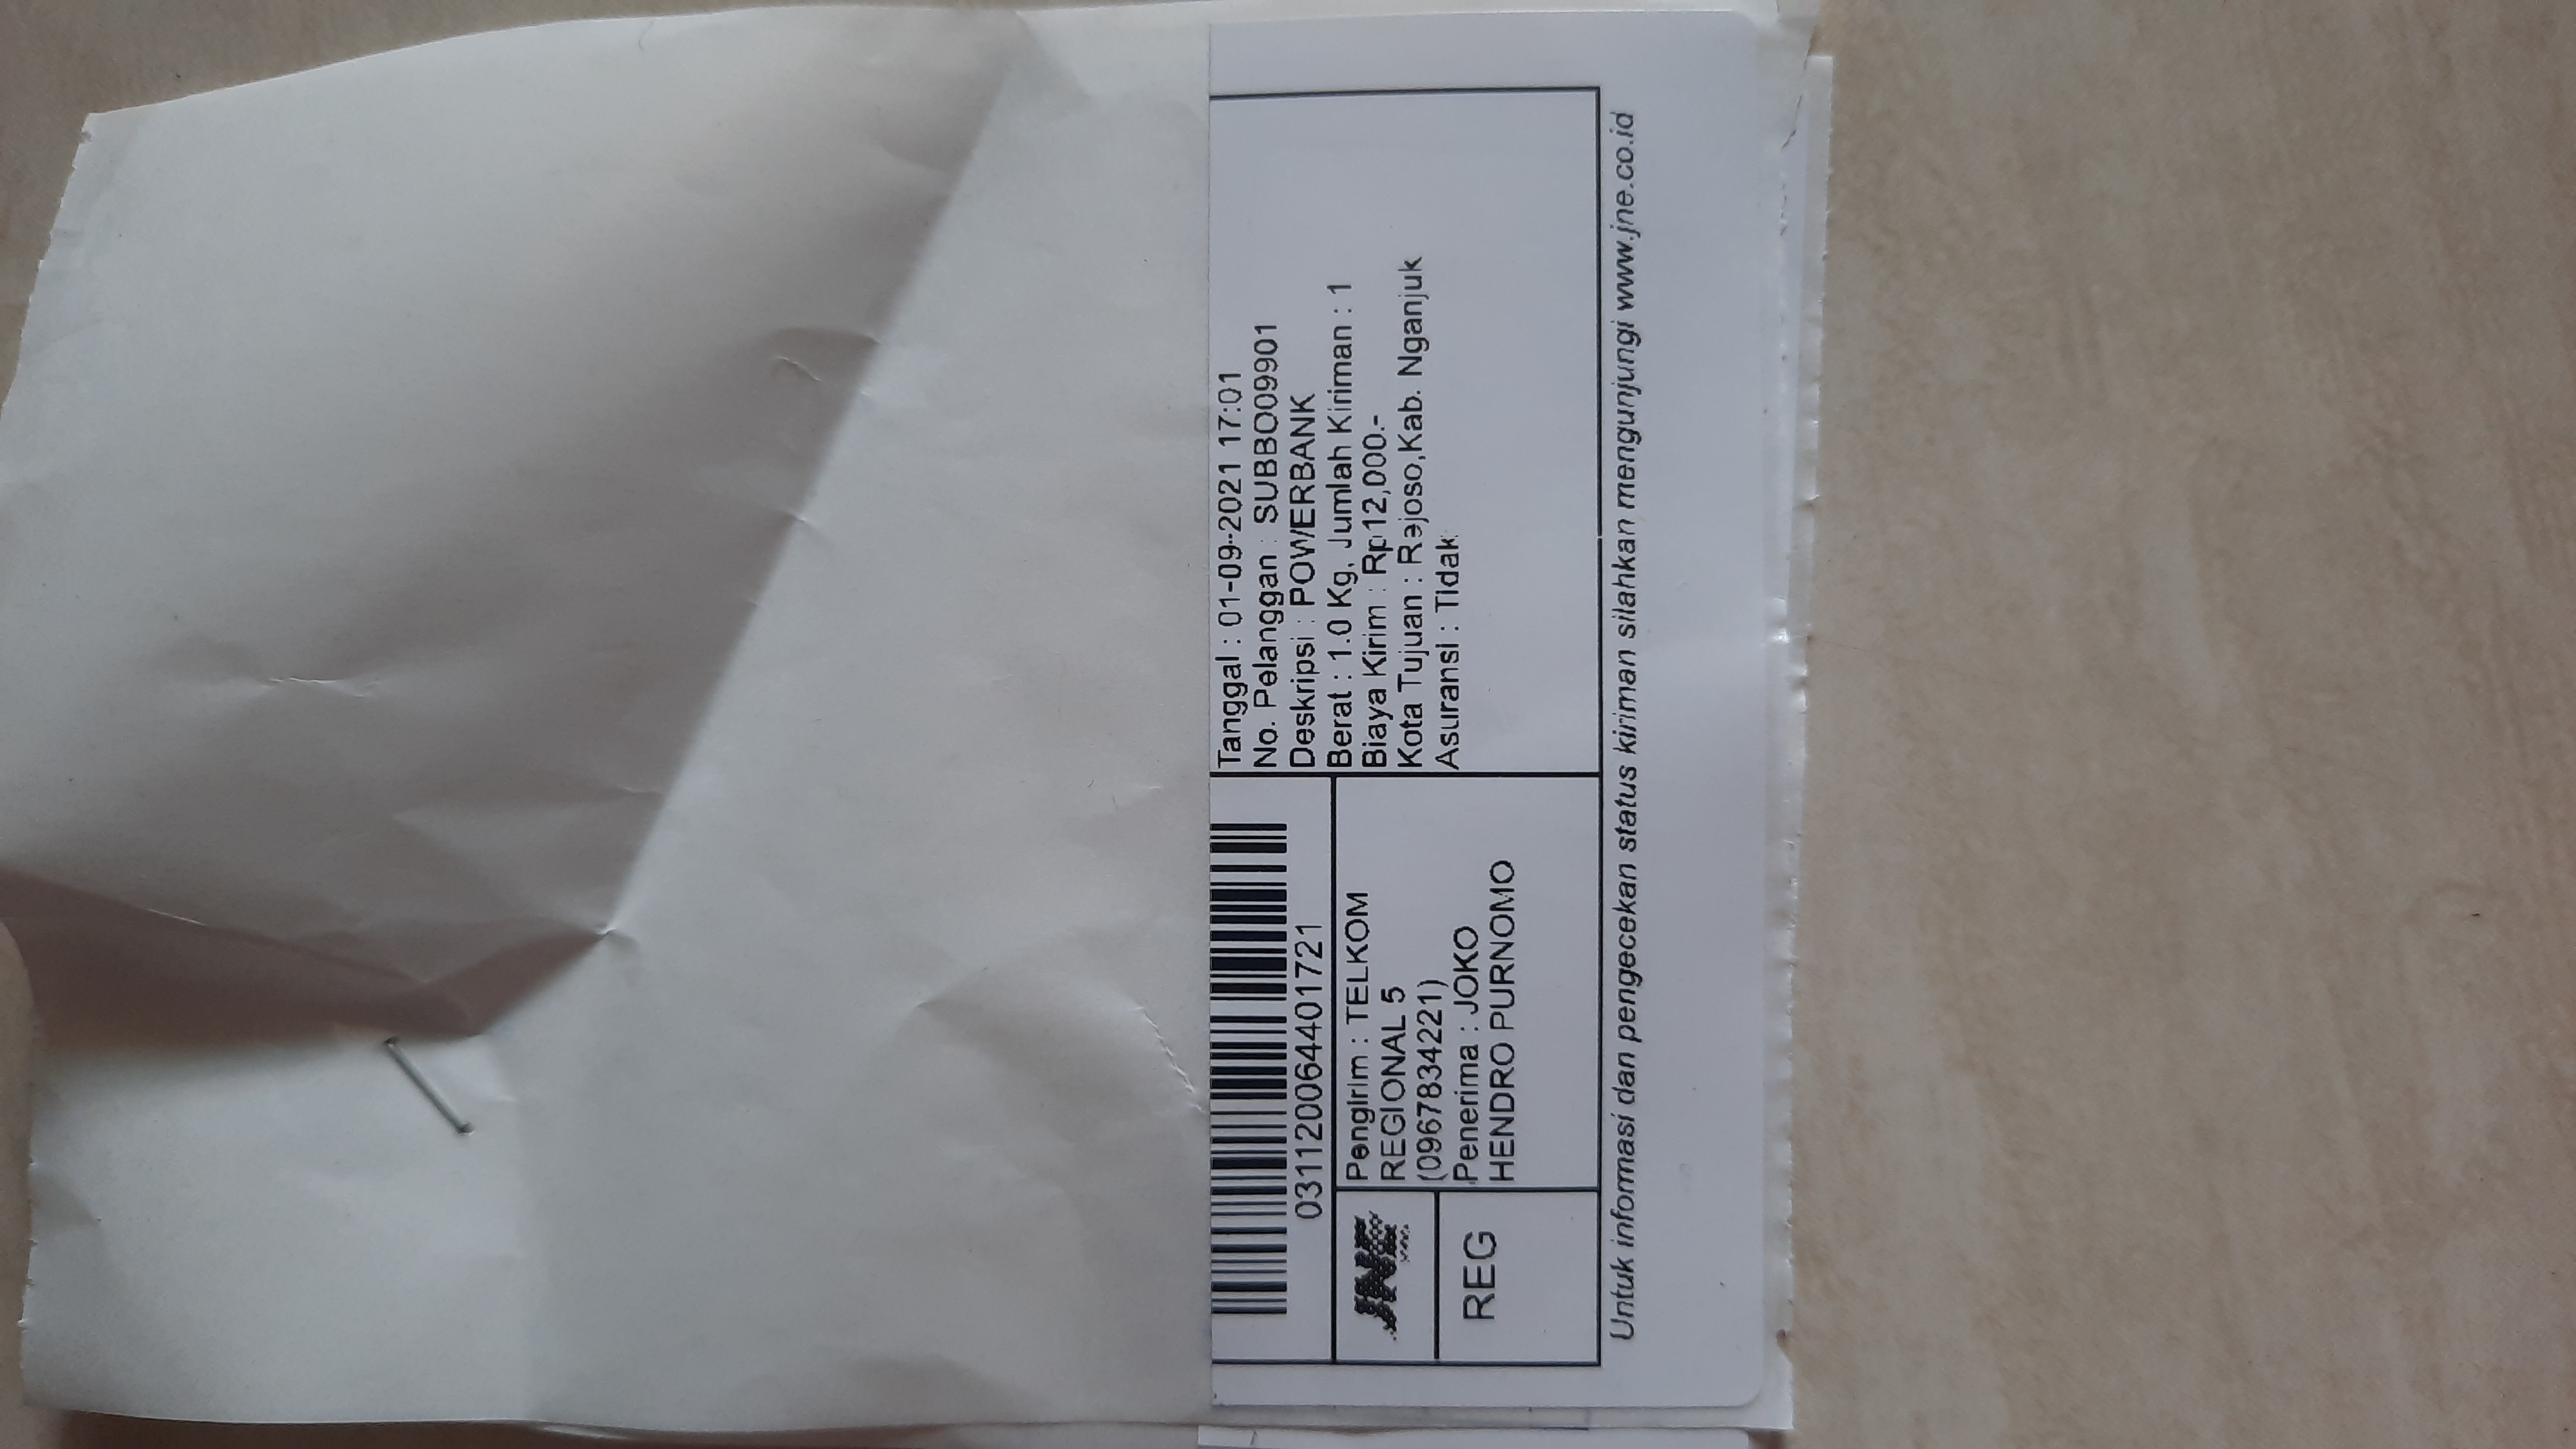 031120064401721
JNE
REG
Pengirim : TELKOM
REGIONAL 5
(0967834221)
Penerima : JOKO
HENDRO PURNOMO
Tanggal : 01-09-2021 17:01
No. Pelanggan : SUBBO09901
Deskripsi : POWERBANK
Berat : 1.0 Kg, Jumlah Kiriman : 1
Biaya Kirim : Rp12,000.-
Kota Tujuan : Rejoso,Kab. Nganjuk
Asuransi : Tidak
Untuk informasi dan pengecekan status kiriman silahkan mengunjungi www.jne.co.id